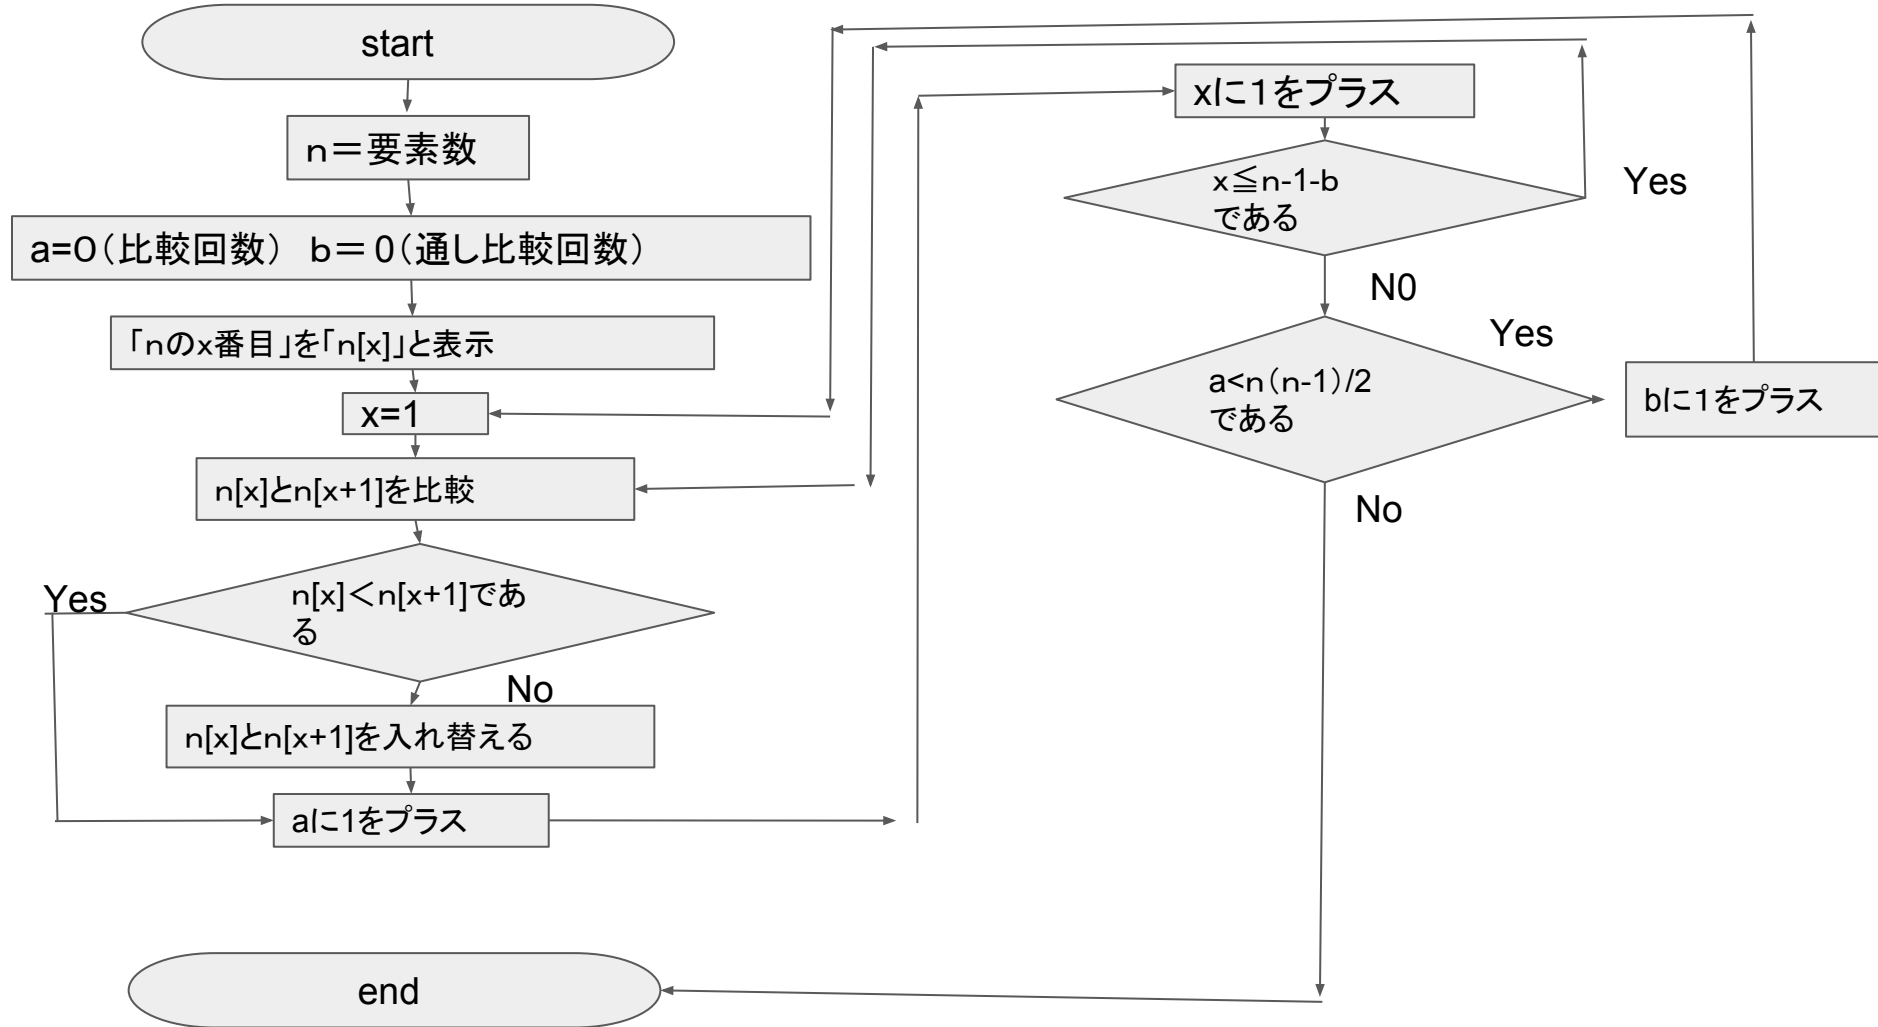 start
ｎ＝要素数
a=０（比較回数）　ｂ＝０（通し比較回数）
「ｎのx番目」を「ｎ[x]」と表示
x=1
ｎ[x]とｎ[x+1]を比較
ｎ[x]＜ｎ[x+1]であ
る
Yes
No
ｎ[x]とｎ[x+1]を入れ替える
aに1をプラス
xに１をプラス
x≦ｎ-1-ｂ
である
Yes
N0
a<ｎ（ｎ-1）/2
である
Yes
ｂに１をプラス
No
end